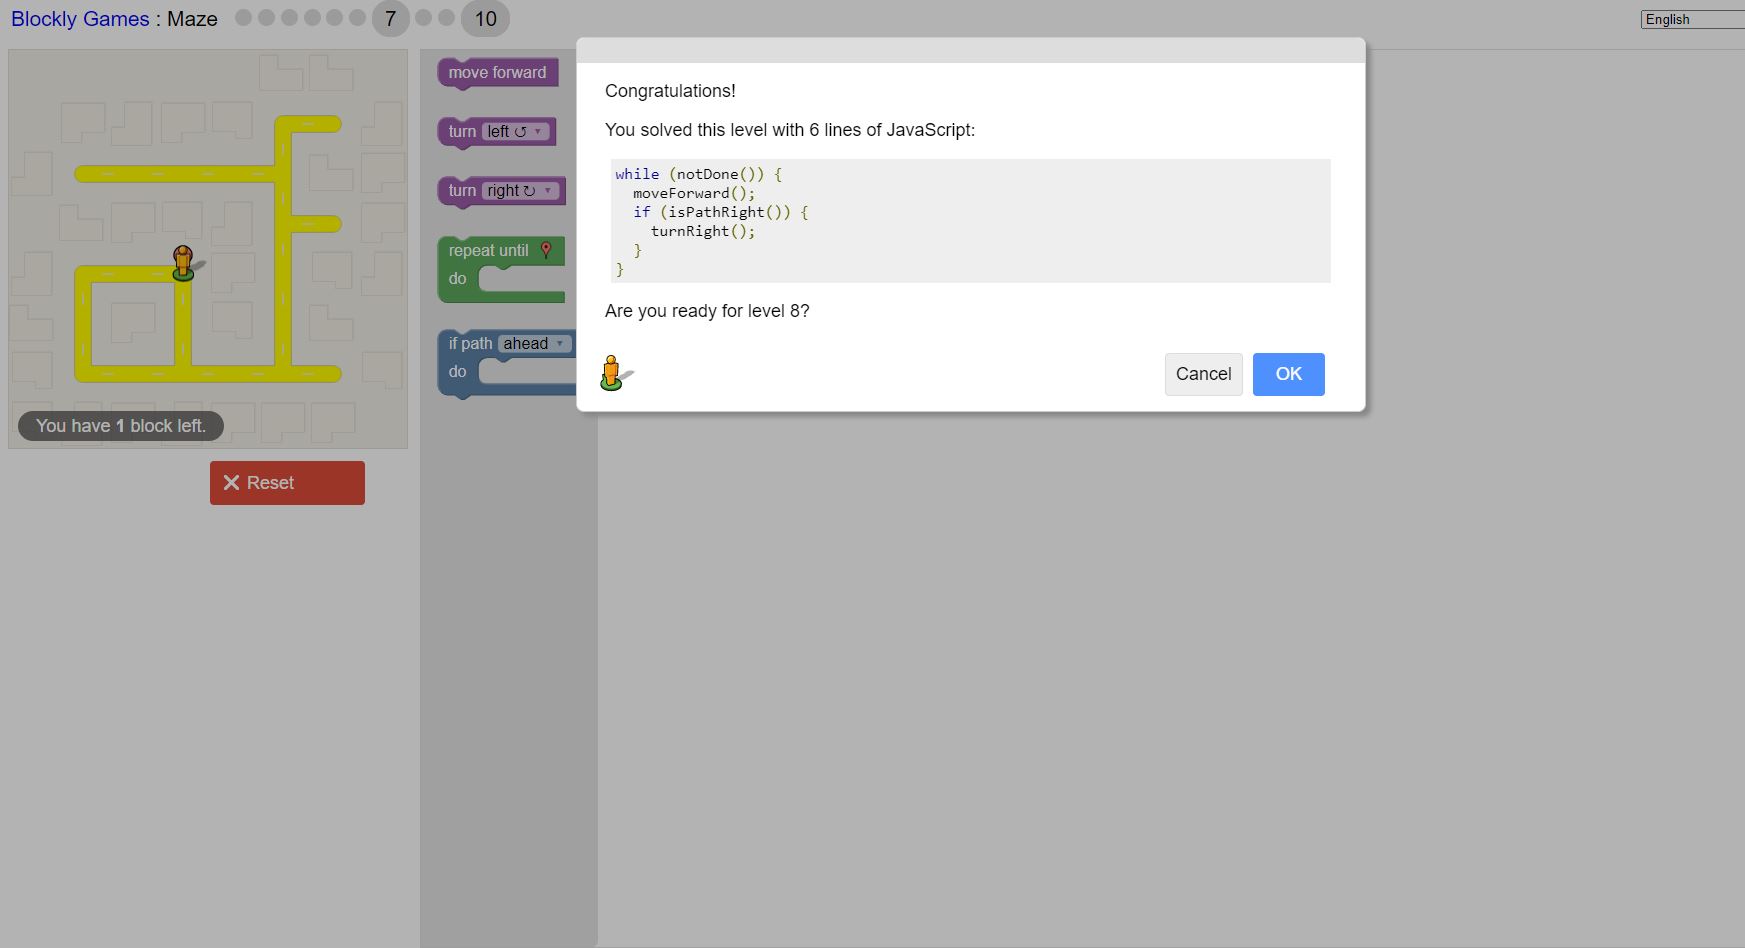 Blockly Games : Maze 7 10 English
move forward
turn left ↺ ▾
turn right ↻ ▾
repeat until
do
if path ahead ▾
do
You have 1 block left.
Reset
Congratulations!
You solved this level with 6 lines of JavaScript:
while (notDone()) {
  moveForward();
  if (isPathRight()) {
    turnRight();
  }
}
Are you ready for level 8?
Cancel OK